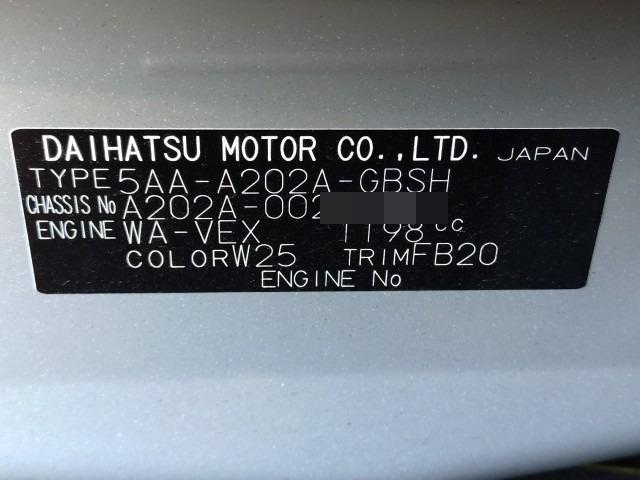 DAIHATSU MOTOR CO.,LTD. JAPAN
TYPE 5AA-A202A-GBSH
CHASSIS No A202A-002
ENGINE WA-VEX 1198cc
COLOR W25 TRIM FB20
ENGINE No